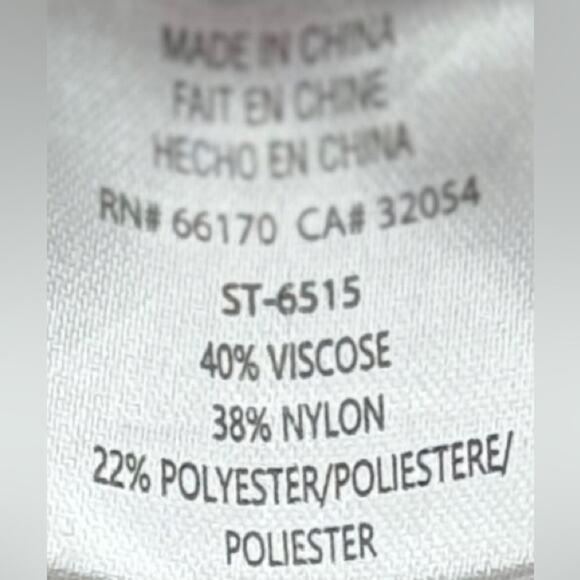 MADE IN CHINA
FAIT EN CHINE
HECHO EN CHINA
RN# 66170 CA# 32054
ST-6515
40% VISCOSE
38% NYLON
22% POLYESTER/POLIESTERE/
POLIESTER